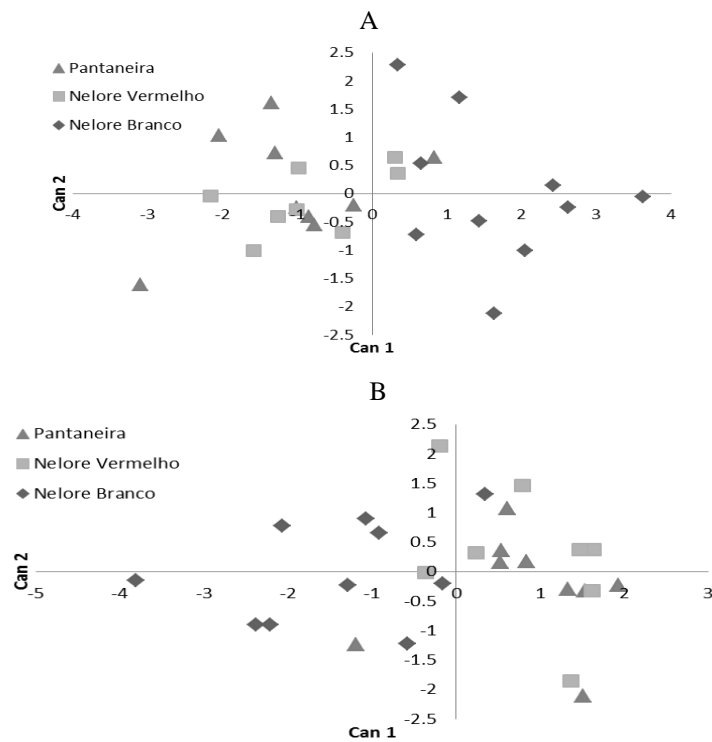 A
Pantaneira
Nelore Vermelho
Nelore Branco
2.5
2
1.5
1
0.5
0
-0.5
-1
-1.5
-2
-2.5
-4 -3 -2 -1 0 1 2 3 4
Can 2
Can 1
B
Pantaneira
Nelore Vermelho
Nelore Branco
2.5
2
1.5
1
0.5
0
-0.5
-1
-1.5
-2
-2.5
-5 -4 -3 -2 -1 0 1 2 3
Can 2
Can 1